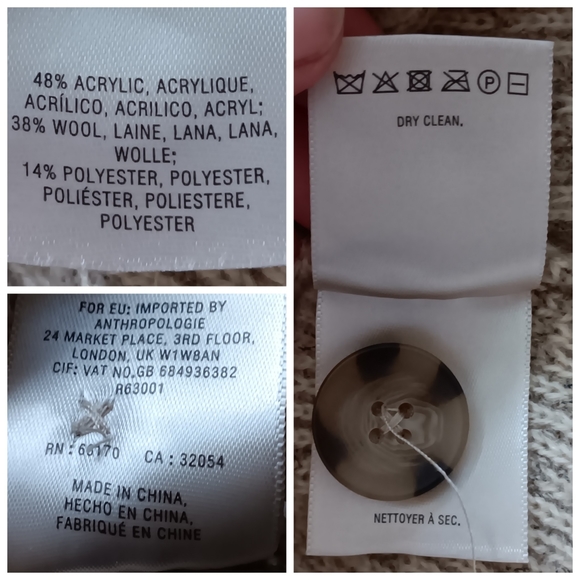 48% ACRYLIC, ACRYLIQUE,
ACRÍLICO, ACRILICO, ACRYL;
38% WOOL, LAINE, LANA, LANA,
WOLLE;
14% POLYESTER, POLYESTER,
POLIÉSTER, POLIESTERE,
POLYESTER
FOR EU: IMPORTED BY
ANTHROPOLOGIE
24 MARKET PLACE, 3RD FLOOR,
LONDON, UK W1W8AN
CIF: VAT NO.GB 684936382
R63001
RN : 66170 CA : 32054
MADE IN CHINA,
HECHO EN CHINA,
FABRIQUÉ EN CHINE
P
DRY CLEAN.
NETTOYER À SEC.